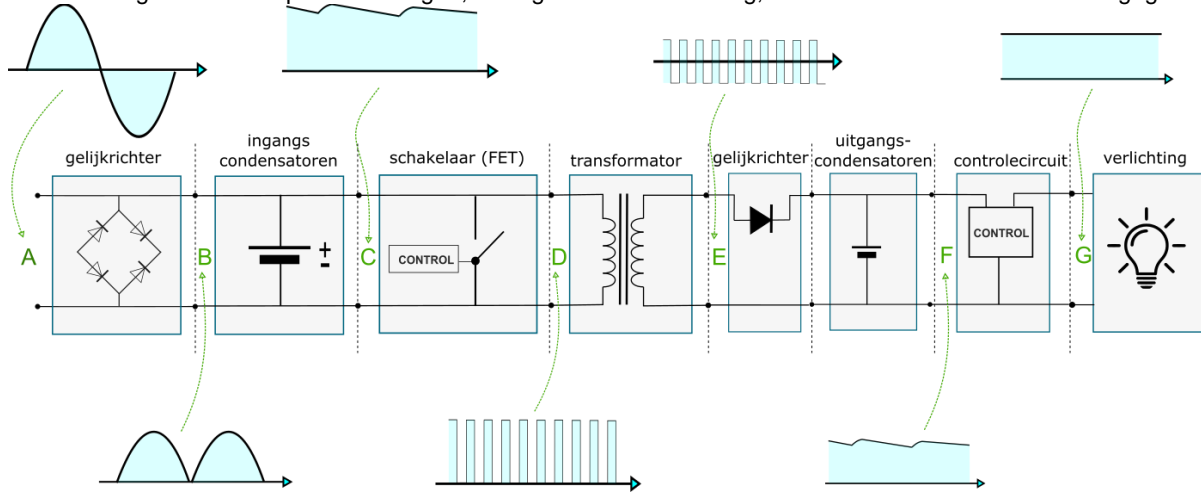 gelijkrichter
ingangs
condensatoren
schakelaar (FET)
transformator
gelijkrichter
uitgangs-
condensatoren
controlecircuit
verlichting
+
-
CONTROL
CONTROL
A
B
C
D
E
F
G